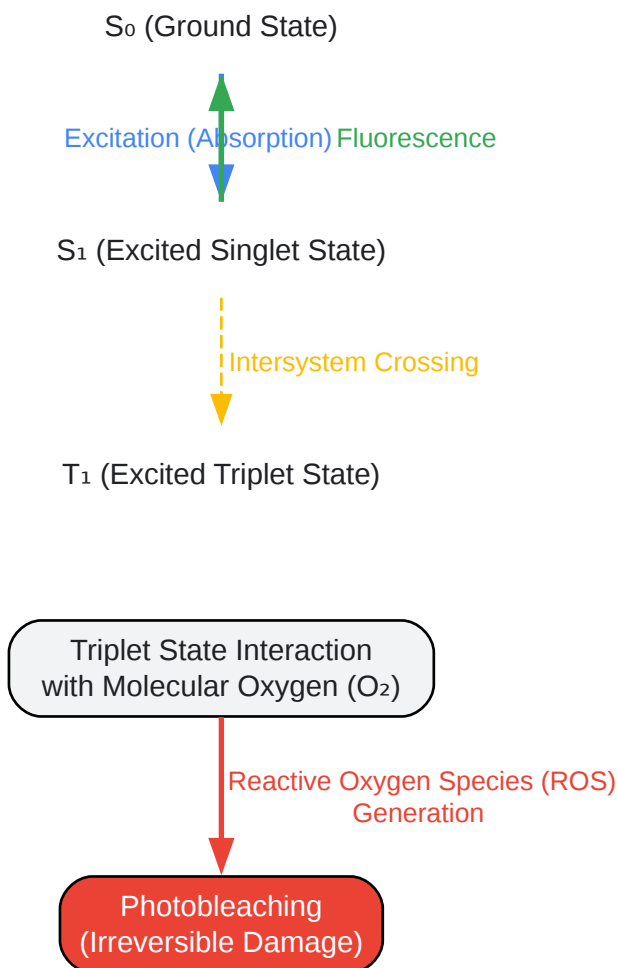 S₀ (Ground State)
Excitation (Absorption) Fluorescence
S₁ (Excited Singlet State)
Intersystem Crossing
T₁ (Excited Triplet State)
Triplet State Interaction
with Molecular Oxygen (O₂)
Reactive Oxygen Species (ROS)
Generation
Photobleaching
(Irreversible Damage)